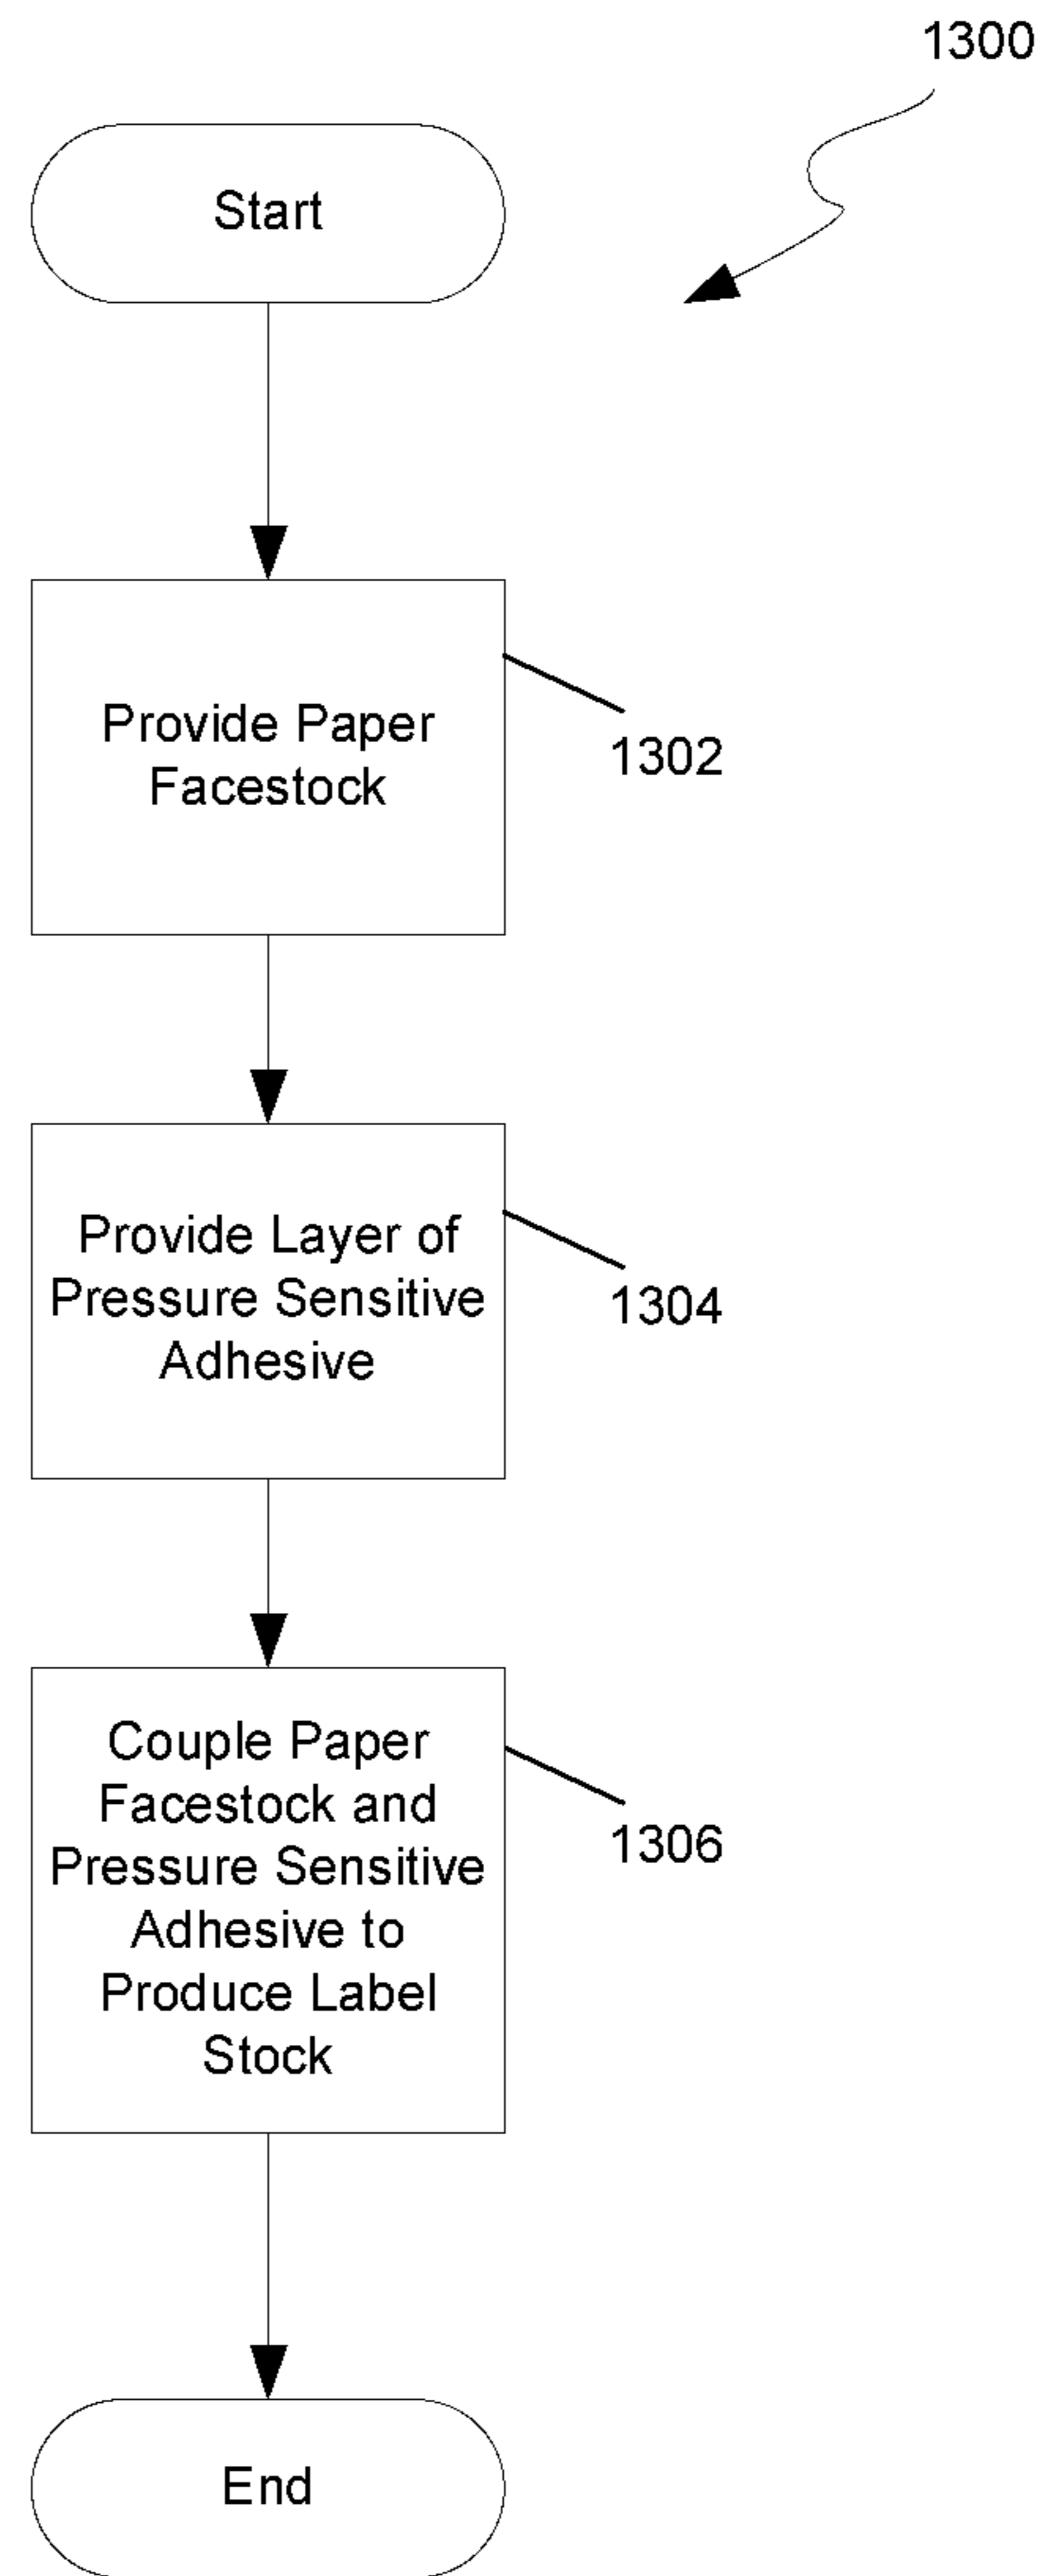 1300
Start
Provide Paper
Facestock
1302
Provide Layer of
Pressure Sensitive
Adhesive
1304
Couple Paper
Facestock and
Pressure Sensitive
Adhesive to
Produce Label
Stock
1306
End